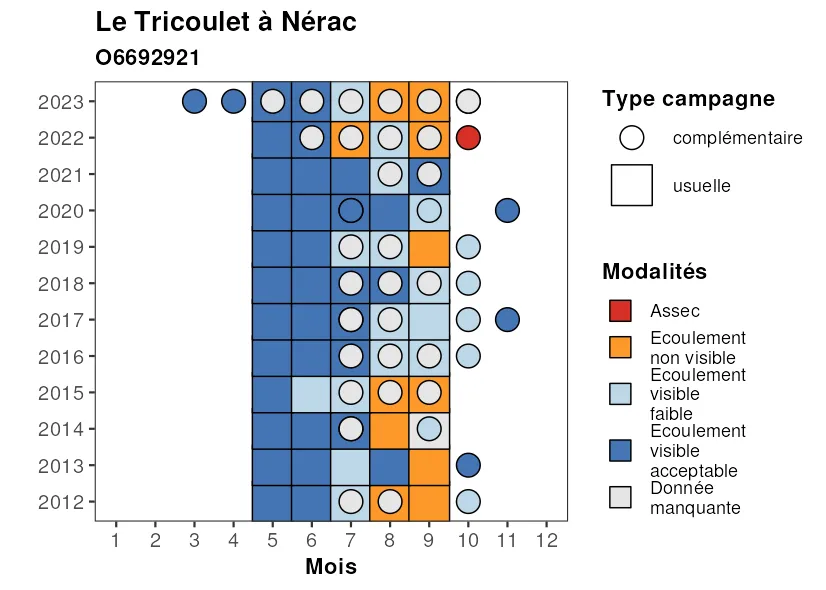 Le Tricoulet à Nérac
O6692921
2023
2022
2021
2020
2019
2018
2017
2016
2015
2014
2013
2012
1 2 3 4 5 6 7 8 9 10 11 12
Mois
Type campagne
complémentaire
usuelle
Modalités
Assec
Ecoulement
non visible
Ecoulement
visible
faible
Ecoulement
visible
acceptable
Donnée
manquante